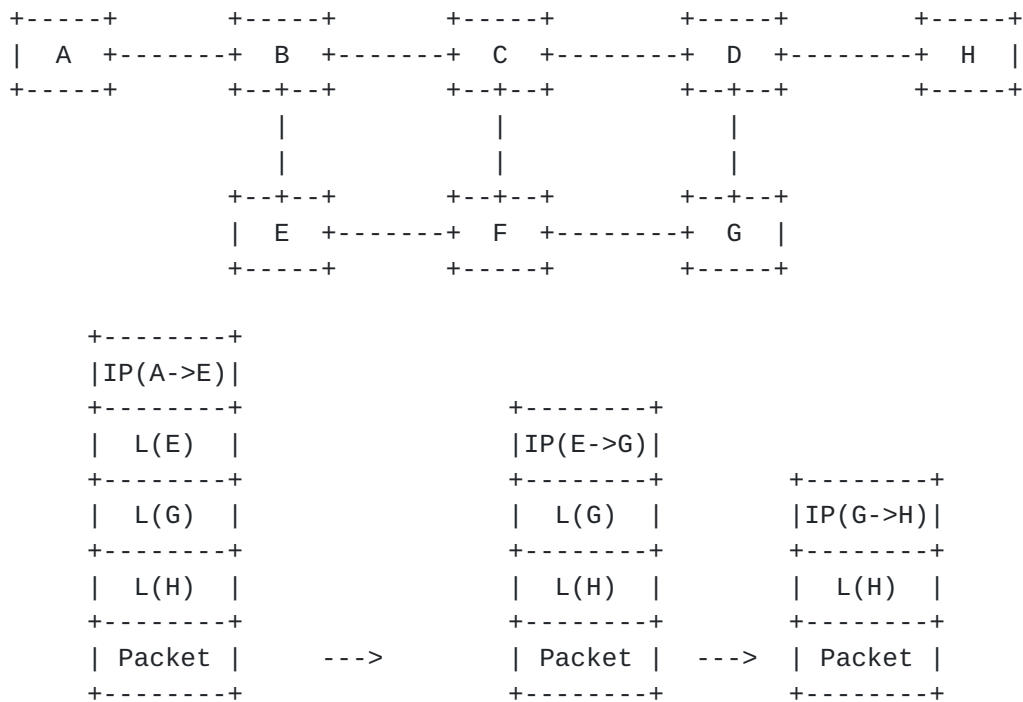 +-----+       +-----+       +-----+        +-----+        +-----+
|  A  +-------+  B  +-------+  C  +--------+  D  +--------+  H  |
+-----+       +--+--+       +--+--+        +--+--+        +-----+
                 |             |              |
                 |             |              |
              +--+--+       +--+--+        +--+--+
              |  E  +-------+  F  +--------+  G  |
              +-----+       +-----+        +-----+
     +--------+
     |IP(A->E)|
     +--------+                 +--------+
     |  L(E)  |                 |IP(E->G)|
     +--------+                 +--------+        +--------+
     |  L(G)  |                 |  L(G)  |        |IP(G->H)|
     +--------+                 +--------+        +--------+
     |  L(H)  |                 |  L(H)  |        |  L(H)  |
     +--------+                 +--------+        +--------+
     | Packet |     --->        | Packet |  --->  | Packet |
     +--------+                 +--------+        +--------+